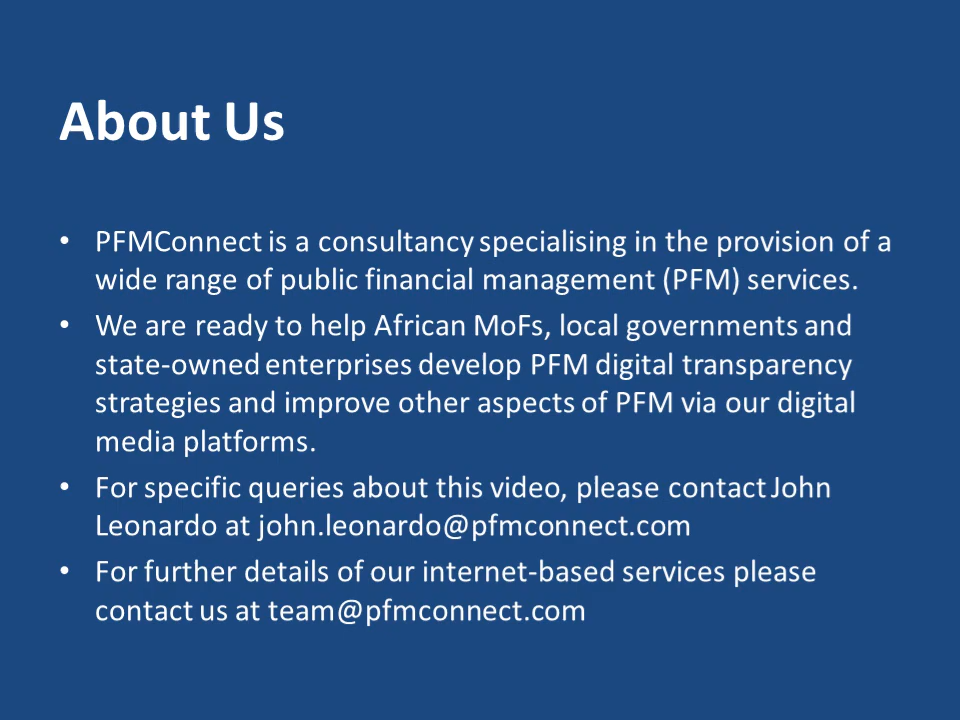 About Us
• PFMConnect is a consultancy specialising in the provision of a
wide range of public financial management (PFM) services.
• We are ready to help African MoFs, local governments and
state-owned enterprises develop PFM digital transparency
strategies and improve other aspects of PFM via our digital
media platforms.
• For specific queries about this video, please contact John
Leonardo at john.leonardo@pfmconnect.com
• For further details of our internet-based services please
contact us at team@pfmconnect.com